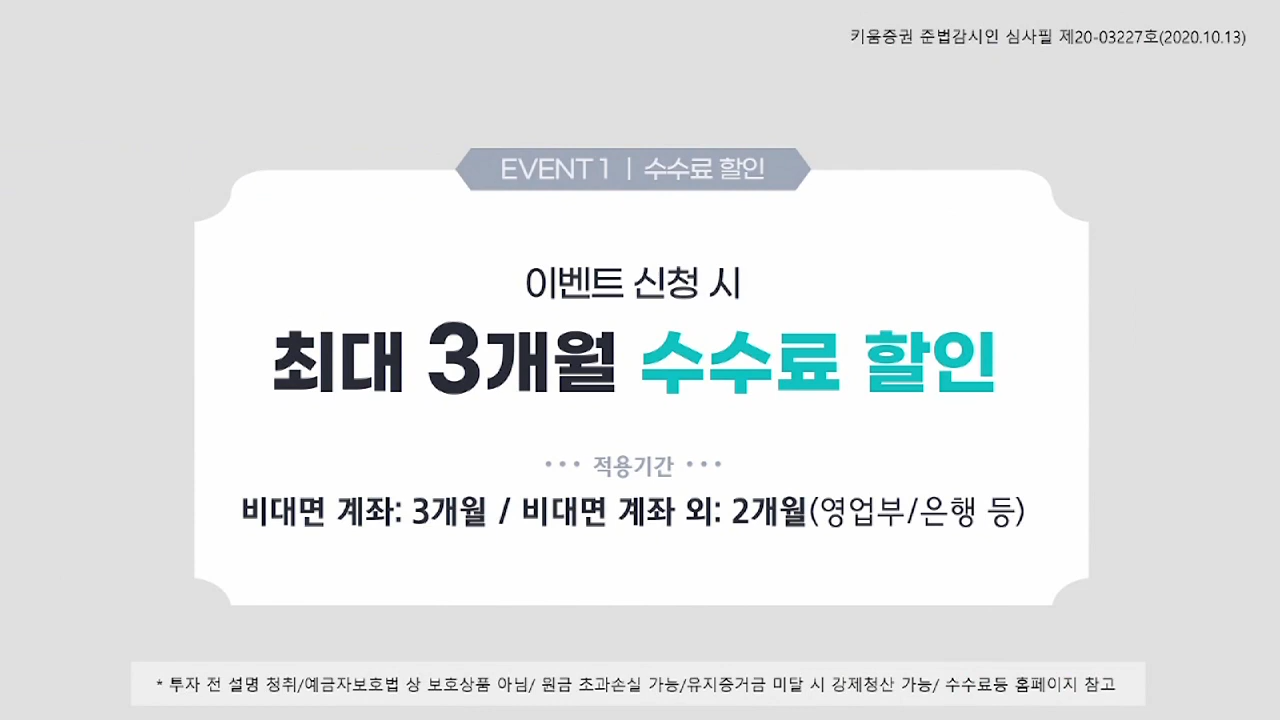 키움증권 준법감시인 심사필 제20-03227호(2020.10.13)
EVENT 1 | 수수료 할인
이벤트 신청 시
최대 3개월 수수료 할인
••• 적용기간 •••
비대면 계좌: 3개월 / 비대면 계좌 외: 2개월(영업부/은행 등)
* 투자 전 설명 청취/예금자보호법 상 보호상품 아님/ 원금 초과손실 가능/유지증거금 미달 시 강제청산 가능/ 수수료등 홈페이지 참고